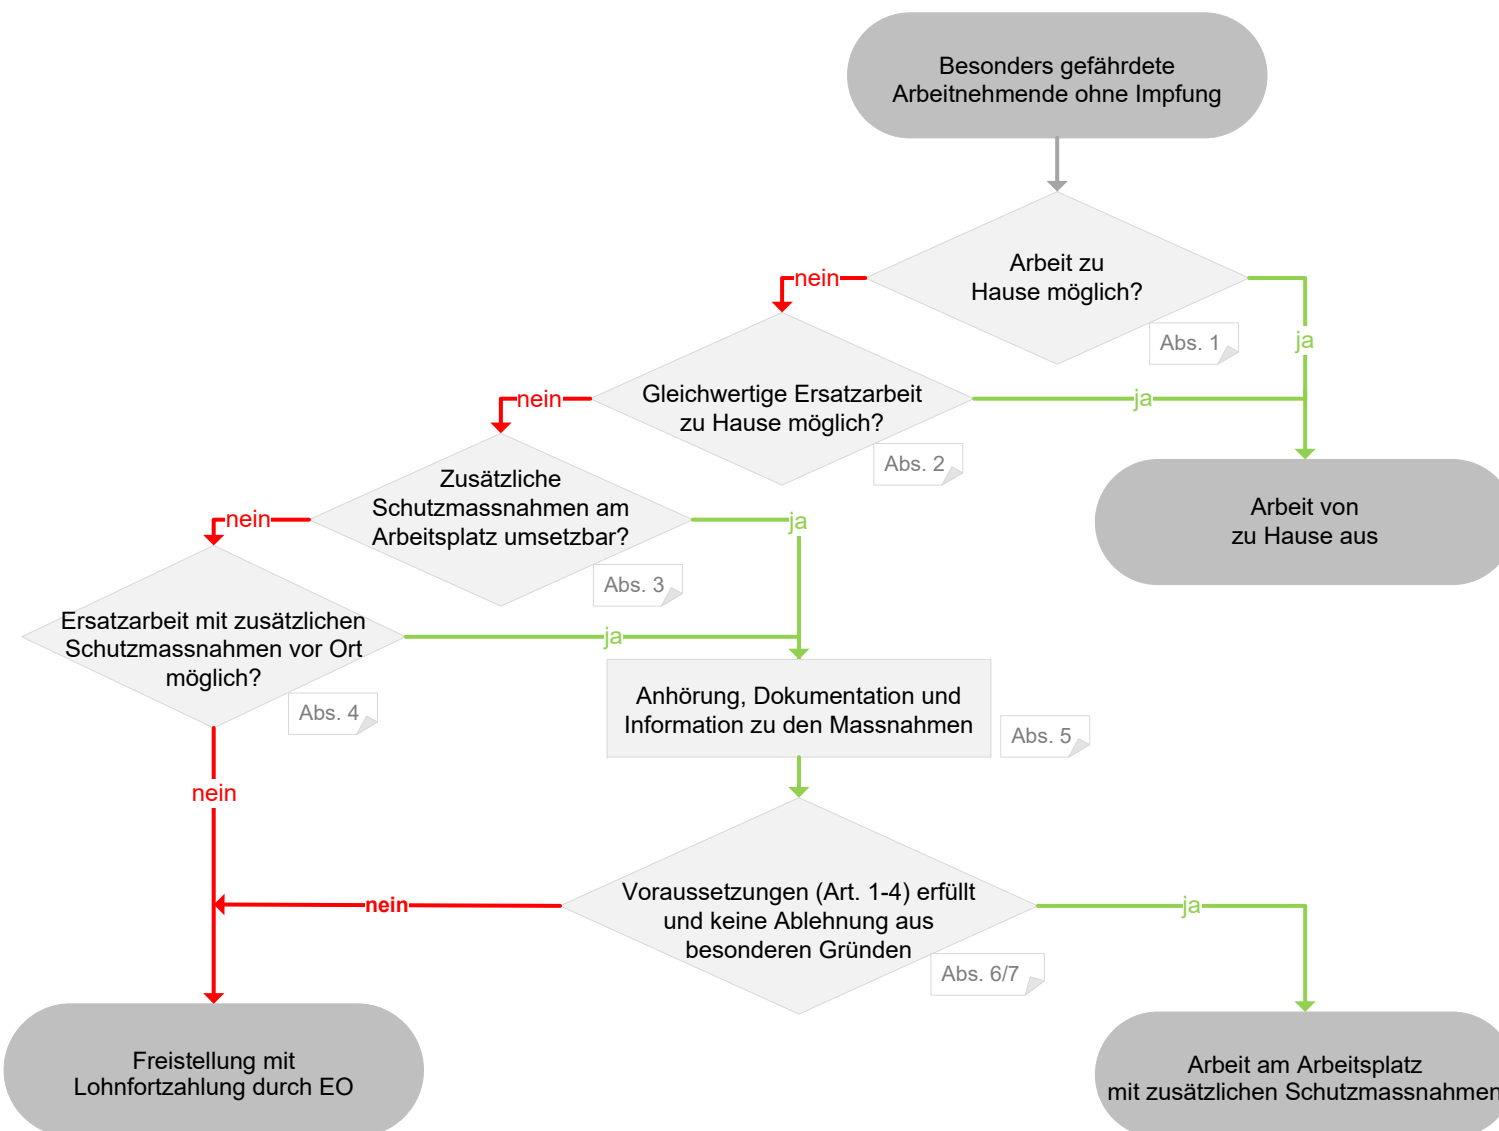 Besonders gefährdete
Arbeitnehmende ohne Impfung
Arbeit zu
Hause möglich?
Abs. 1
nein
ja
Gleichwertige Ersatzarbeit
zu Hause möglich?
Abs. 2
nein
ja
Arbeit von
zu Hause aus
Zusätzliche
Schutzmassnahmen am
Arbeitsplatz umsetzbar?
Abs. 3
nein
ja
Ersatzarbeit mit zusätzlichen
Schutzmassnahmen vor Ort
möglich?
Abs. 4
ja
nein
Anhörung, Dokumentation und
Information zu den Massnahmen
Abs. 5
Voraussetzungen (Art. 1-4) erfüllt
und keine Ablehnung aus
besonderen Gründen
Abs. 6/7
nein
ja
Freistellung mit
Lohnfortzahlung durch EO
Arbeit am Arbeitsplatz
mit zusätzlichen Schutzmassnahmen